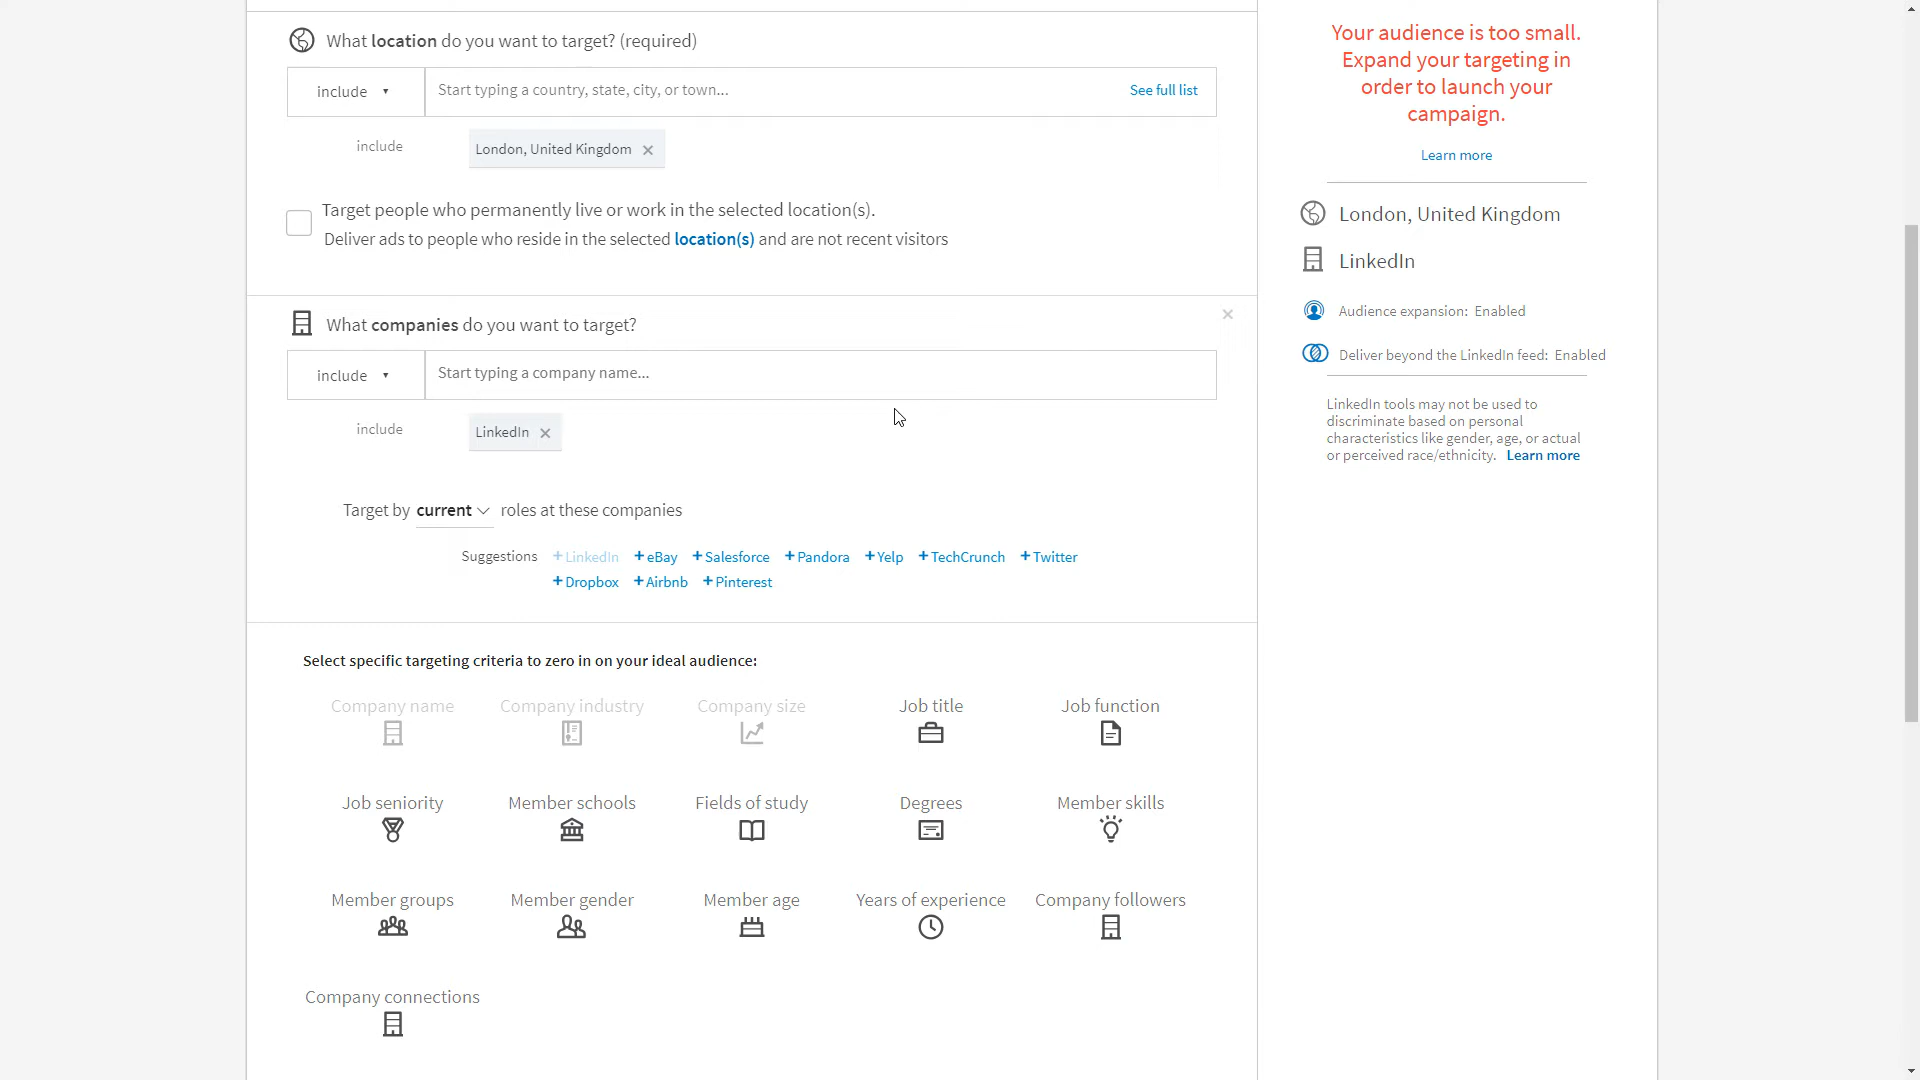 What location do you want to target? (required)
include
Start typing a country, state, city, or town...
See full list
include
London, United Kingdom
Target people who permanently live or work in the selected location(s).
Deliver ads to people who reside in the selected location(s) and are not recent visitors
What companies do you want to target?
include
Start typing a company name...
include
LinkedIn
Target by current roles at these companies
Suggestions + LinkedIn + eBay + Salesforce + Pandora + Yelp + TechCrunch + Twitter
+ Dropbox + Airbnb + Pinterest
Select specific targeting criteria to zero in on your ideal audience:
Company name
Company industry
Company size
Job title
Job function
Job seniority
Member schools
Fields of study
Degrees
Member skills
Member groups
Member gender
Member age
Years of experience
Company followers
Company connections
Your audience is too small.
Expand your targeting in
order to launch your
campaign.
Learn more
London, United Kingdom
LinkedIn
Audience expansion: Enabled
Deliver beyond the LinkedIn feed: Enabled
LinkedIn tools may not be used to
discriminate based on personal
characteristics like gender, age, or actual
or perceived race/ethnicity. Learn more